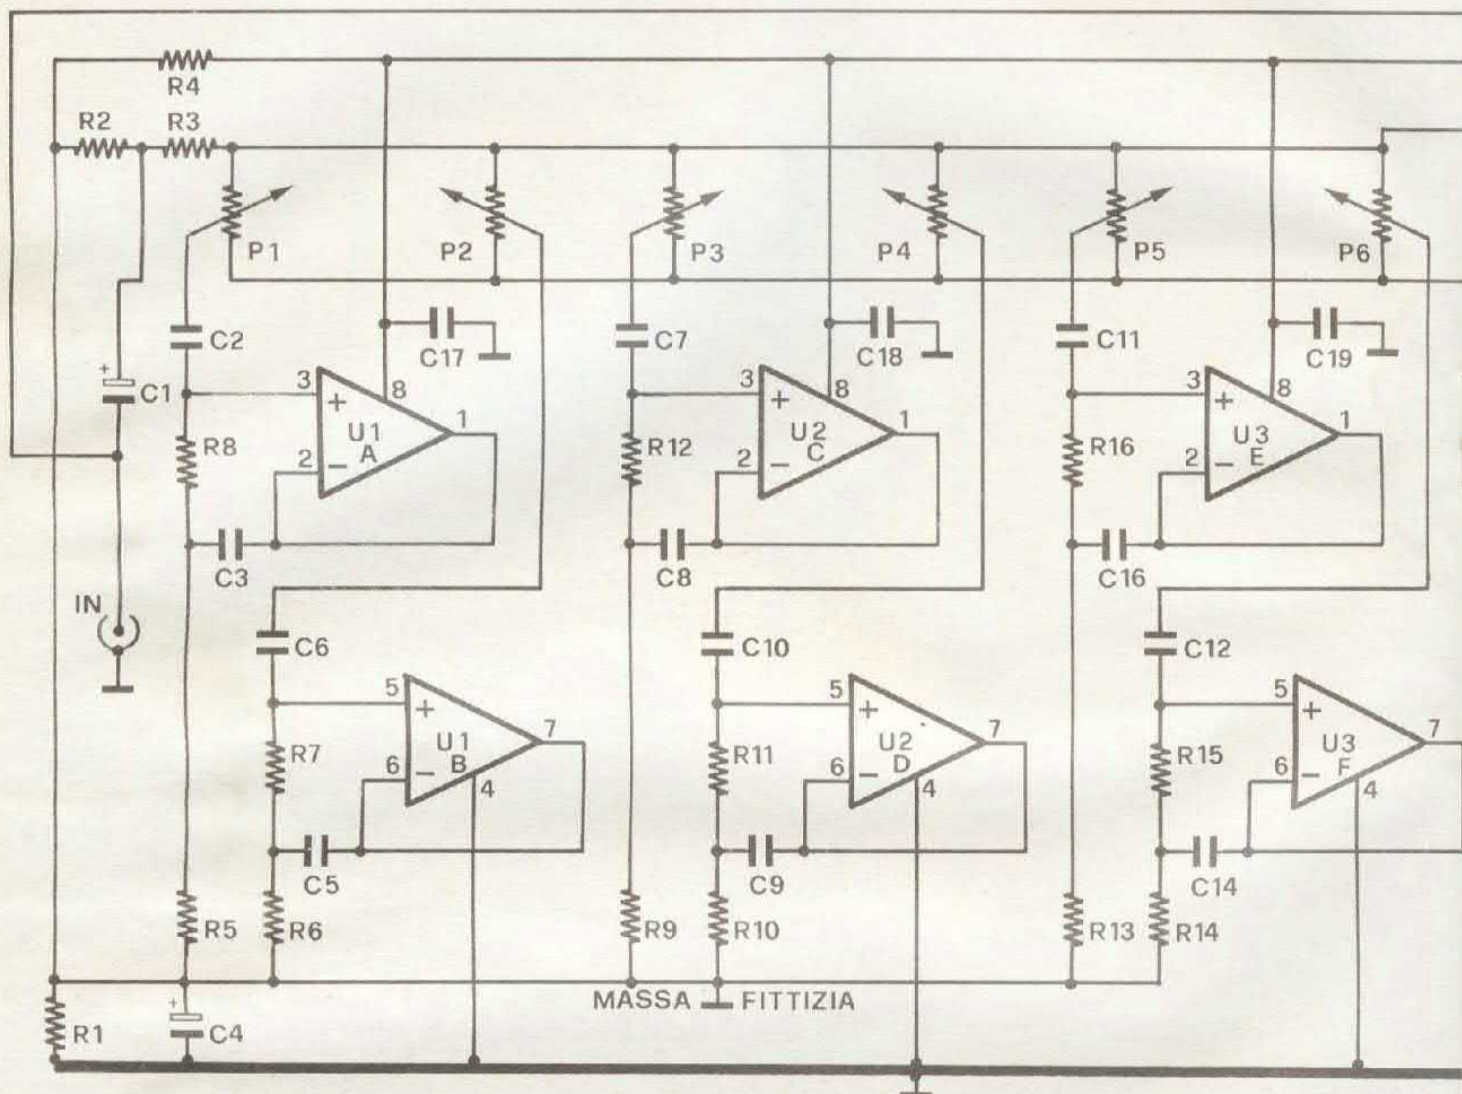 R4
R2 R3
P1 P2 P3 P4 P5 P6
C2 C17 C7 C18 C11 C19
+ C1
3 + 8 1 U1 A 2 −
R8
3 + 8 1 U2 C 2 −
R12
3 + 8 1 U3 E 2 −
R16
C3 C8 C16
IN
C6 C10 C12
5 + 7 U1 B 6 − 4
R7
5 + 7 U2 D 6 − 4
R11
5 + 7 U3 F 6 − 4
R15
C5 C9 C14
R5 R6 R9 R10 R13 R14
MASSA FITTIZIA
R1 + C4